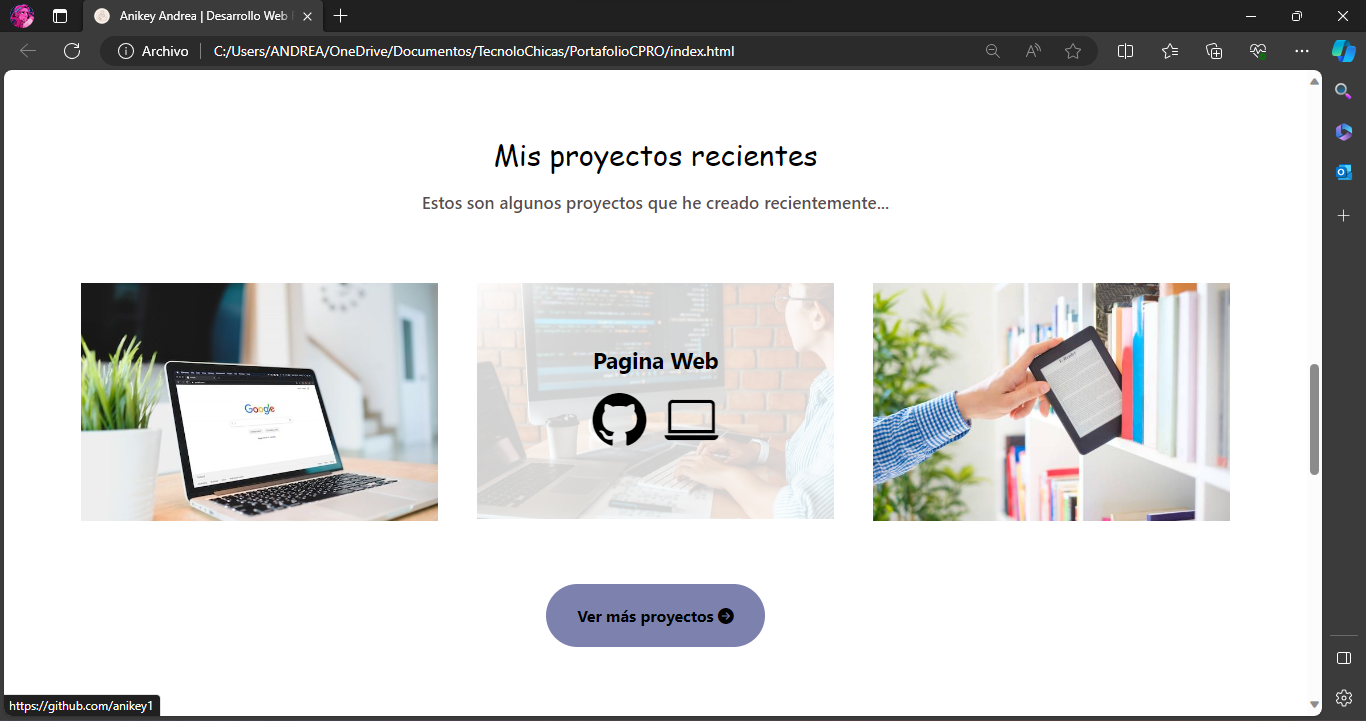 Anikey Andrea | Desarrollo Web
Archivo
C:/Users/ANDREA/OneDrive/Documentos/TecnoloChicas/PortafolioCPRO/index.html
Mis proyectos recientes
Estos son algunos proyectos que he creado recientemente...
Google
Pagina Web
Ver más proyectos
https://github.com/anikey1